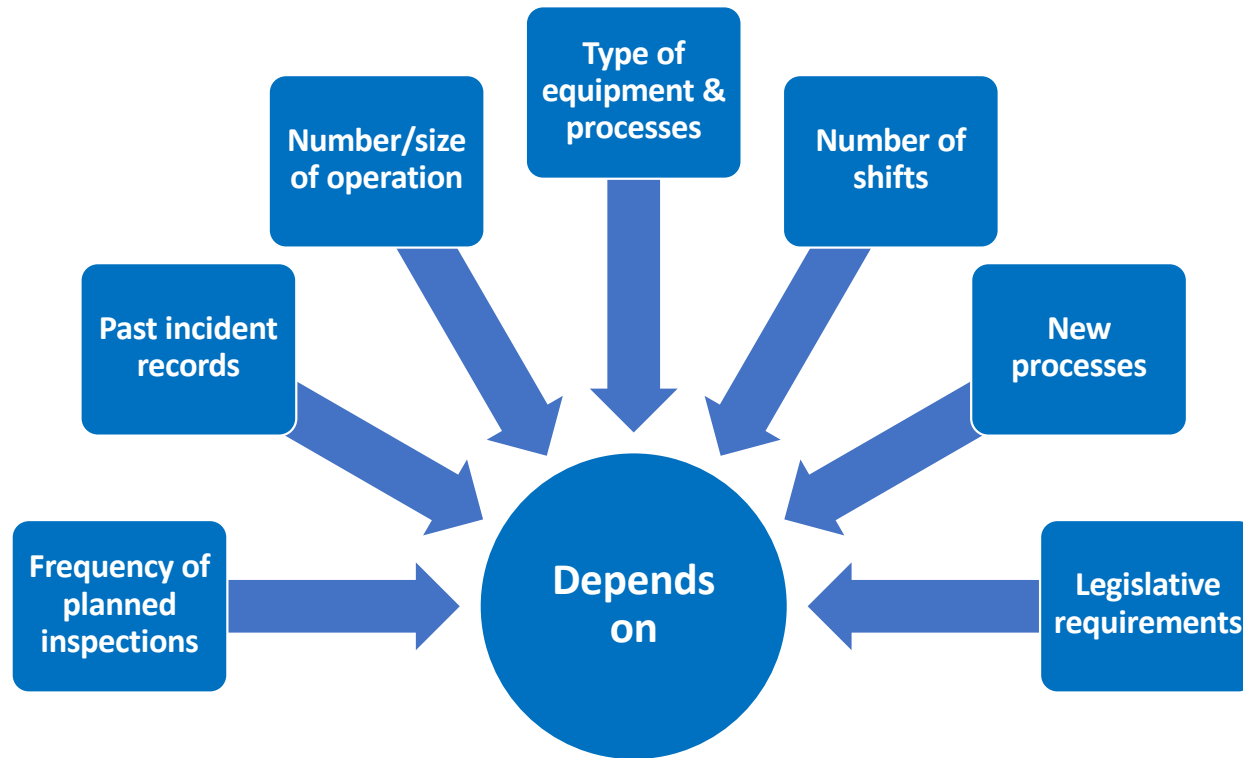 Type of
equipment &
processes
Number/size
of operation
Number of
shifts
Past incident
records
New
processes
Frequency of
planned
inspections
Depends
on
Legislative
requirements